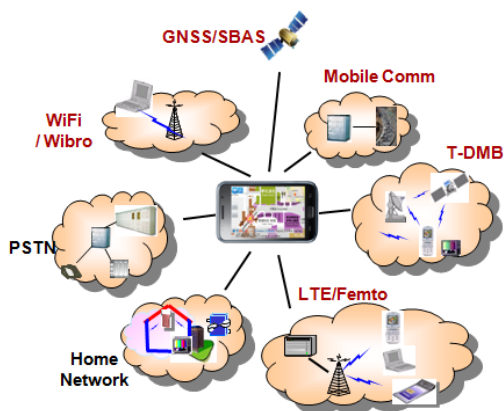 GNSS/SBAS
Mobile Comm
WiFi
/ Wibro
T-DMB
PSTN
LTE/Femto
Home
Network